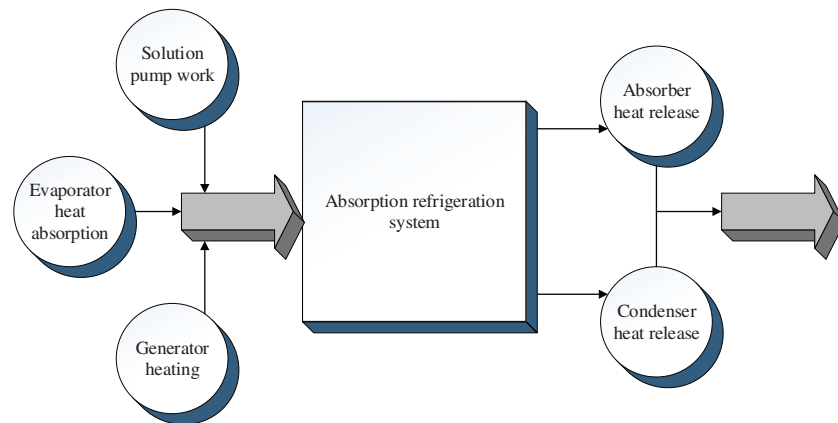 Solution
pump work
Evaporator
heat
absorption
Generator
heating
Absorption refrigeration
system
Absorber
heat release
Condenser
heat release